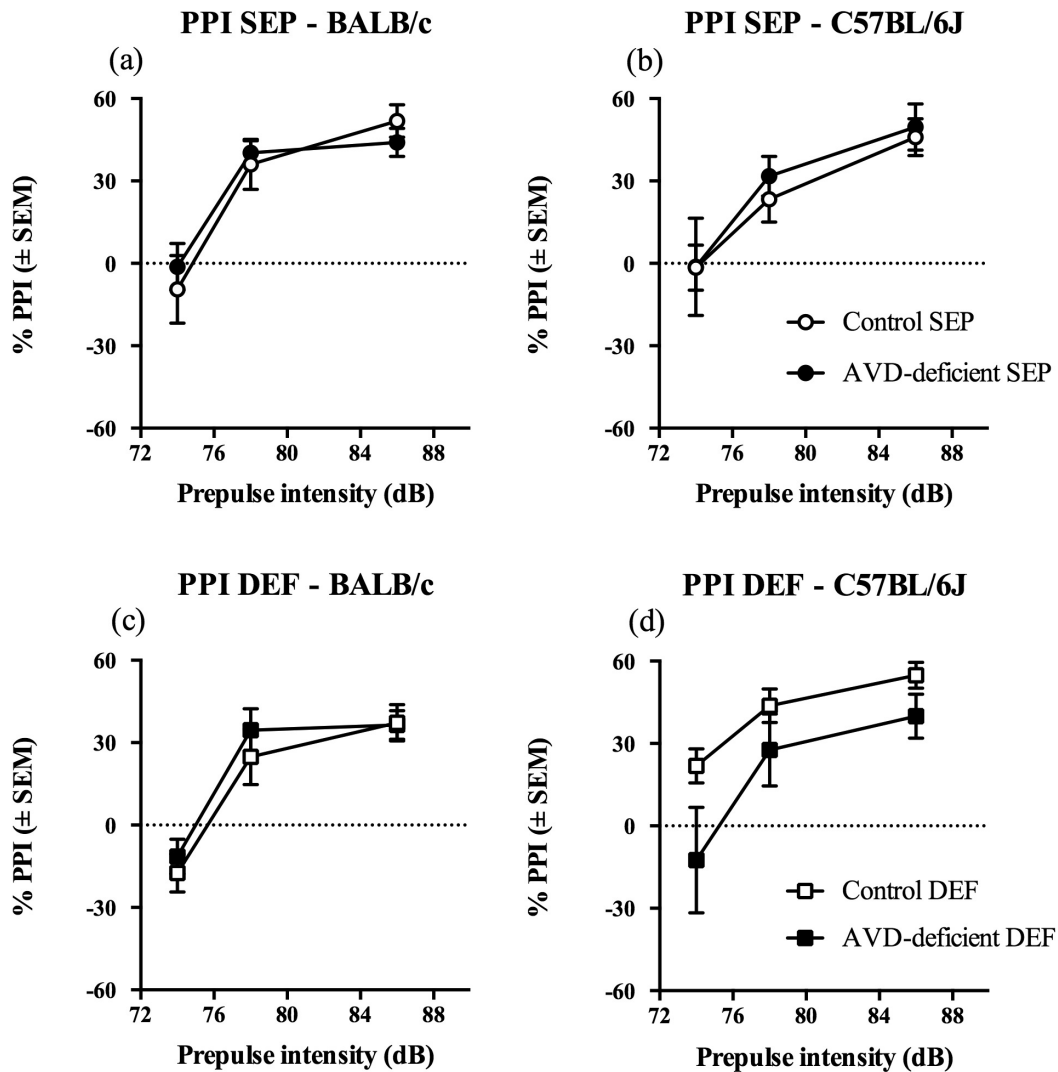 PPI SEP - BALB/c
(a)
60
30
0
-30
-60
% PPI (± SEM)
72 76 80 84 88
Prepulse intensity (dB)
PPI SEP - C57BL/6J
(b)
60
30
0
-30
-60
% PPI (± SEM)
Control SEP
AVD-deficient SEP
72 76 80 84 88
Prepulse intensity (dB)
PPI DEF - BALB/c
(c)
60
30
0
-30
-60
% PPI (± SEM)
72 76 80 84 88
Prepulse intensity (dB)
PPI DEF - C57BL/6J
(d)
60
30
0
-30
-60
% PPI (± SEM)
Control DEF
AVD-deficient DEF
72 76 80 84 88
Prepulse intensity (dB)